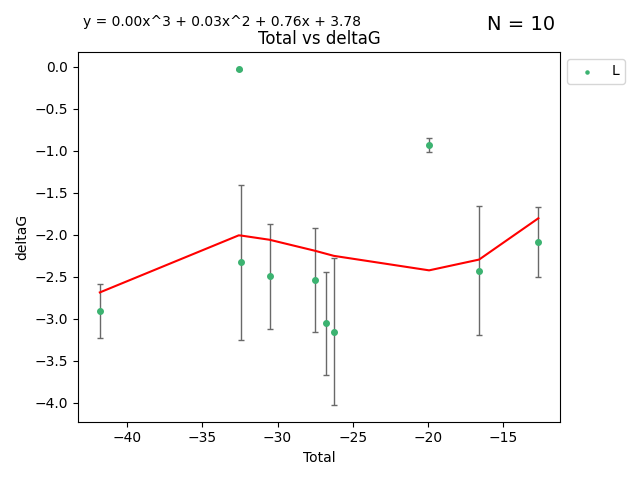 y = 0.00x^3 + 0.03x^2 + 0.76x + 3.78
N = 10
Total vs deltaG
L
0.0
−0.5
−1.0
−1.5
−2.0
−2.5
−3.0
−3.5
−4.0
deltaG
−40
−35
−30
−25
−20
−15
Total